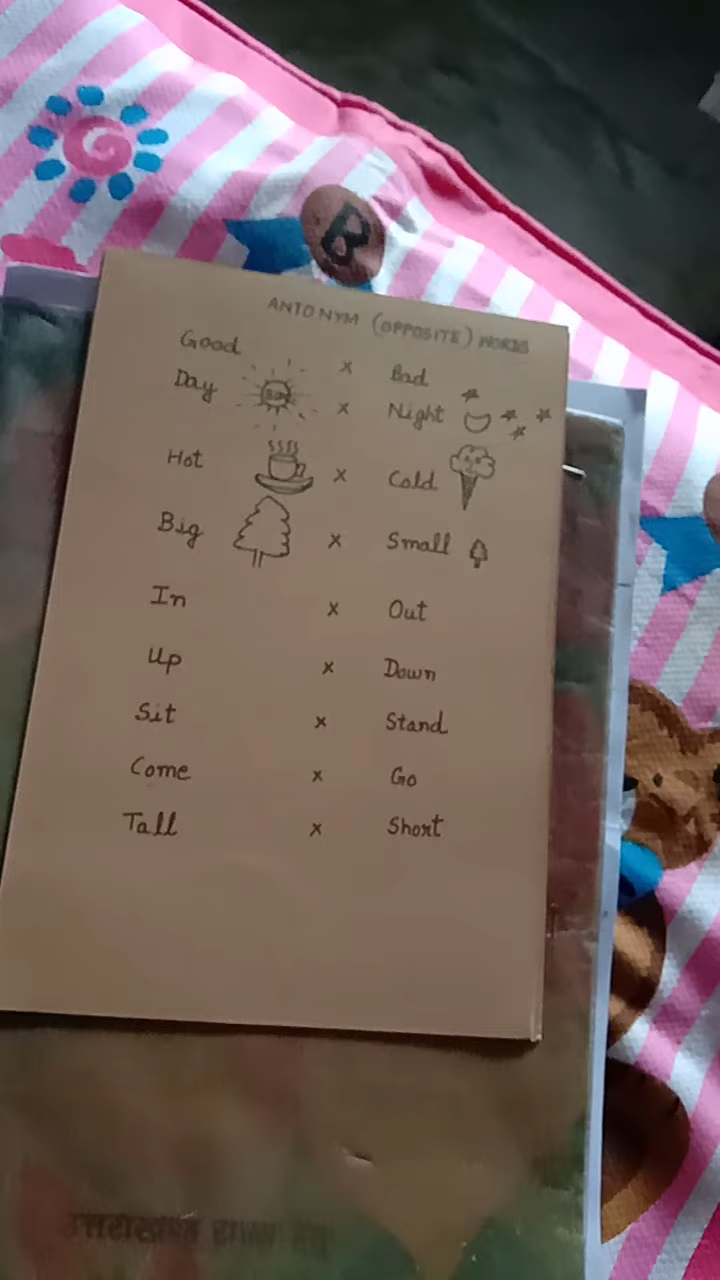 ANTONYM (OPPOSITE) WORDS
Good x Bad
Day SUN x Night
Hot x Cold
Big x Small
In x Out
Up x Down
Sit x Stand
Come x Go
Tall x Short